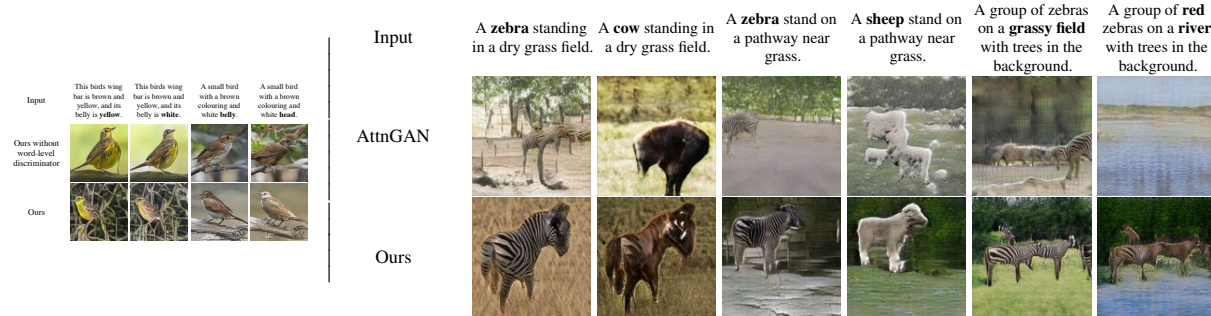 Input
This birds wing
bar is brown and
yellow, and its
belly is yellow.
This birds wing
bar is brown and
yellow, and its
belly is white.
A small bird
with a brown
colouring and
white belly.
A small bird
with a brown
colouring and
white head.
Ours without
word-level
discriminator
Ours
Input
A zebra standing
in a dry grass field.
A cow standing in
a dry grass field.
A zebra stand on
a pathway near
grass.
A sheep stand on
a pathway near
grass.
A group of zebras
on a grassy field
with trees in the
background.
A group of red
zebras on a river
with trees in the
background.
AttnGAN
Ours